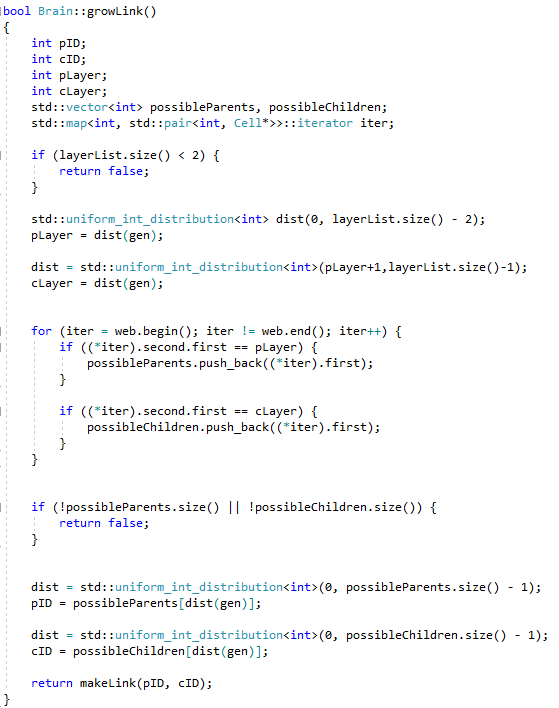 bool Brain::growLink()
{
    int pID;
    int cID;
    int pLayer;
    int cLayer;
    std::vector<int> possibleParents, possibleChildren;
    std::map<int, std::pair<int, Cell*>>::iterator iter;

    if (layerList.size() < 2) {
        return false;
    }

    std::uniform_int_distribution<int> dist(0, layerList.size() - 2);
    pLayer = dist(gen);

    dist = std::uniform_int_distribution<int>(pLayer+1,layerList.size()-1);
    cLayer = dist(gen);


    for (iter = web.begin(); iter != web.end(); iter++) {
        if ((*iter).second.first == pLayer) {
            possibleParents.push_back((*iter).first);
        }

        if ((*iter).second.first == cLayer) {
            possibleChildren.push_back((*iter).first);
        }
    }


    if (!possibleParents.size() || !possibleChildren.size()) {
        return false;
    }


    dist = std::uniform_int_distribution<int>(0, possibleParents.size() - 1);
    pID = possibleParents[dist(gen)];

    dist = std::uniform_int_distribution<int>(0, possibleChildren.size() - 1);
    cID = possibleChildren[dist(gen)];

    return makeLink(pID, cID);
}